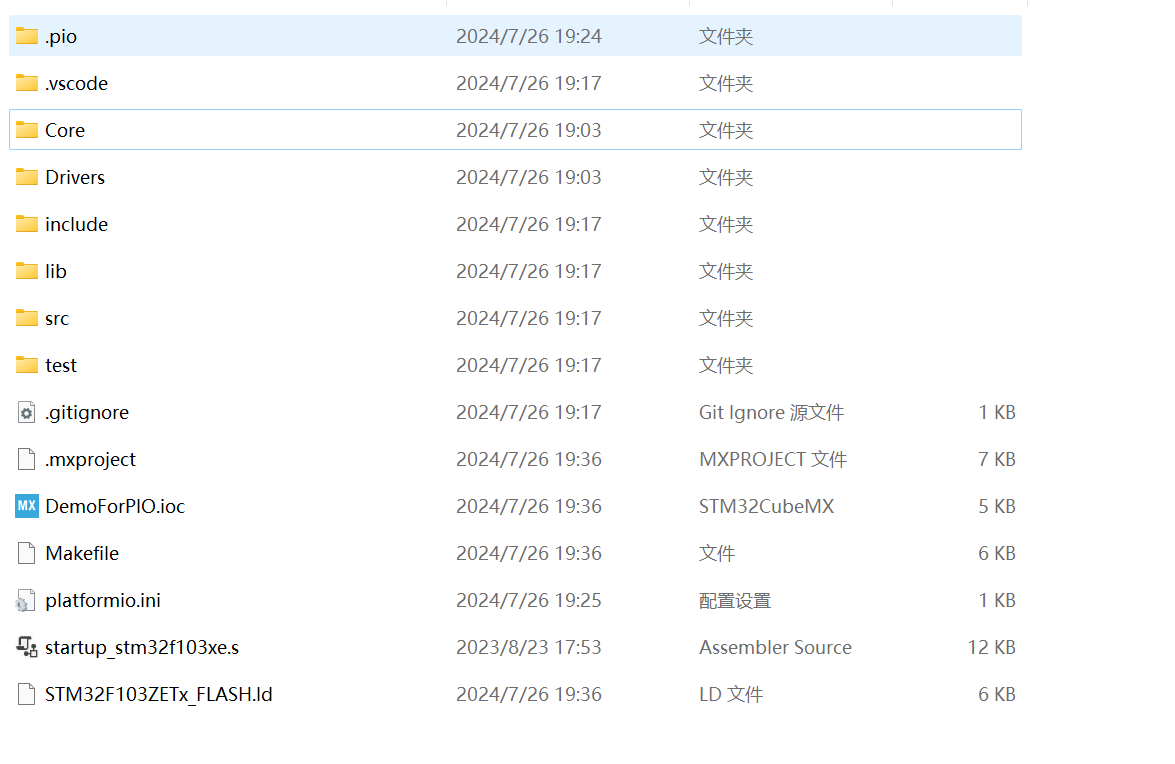 .pio 2024/7/26 19:24 文件夹
.vscode 2024/7/26 19:17 文件夹
Core 2024/7/26 19:03 文件夹
Drivers 2024/7/26 19:03 文件夹
include 2024/7/26 19:17 文件夹
lib 2024/7/26 19:17 文件夹
src 2024/7/26 19:17 文件夹
test 2024/7/26 19:17 文件夹
.gitignore 2024/7/26 19:17 Git Ignore 源文件 1 KB
.mxproject 2024/7/26 19:36 MXPROJECT 文件 7 KB
MX DemoForPIO.ioc 2024/7/26 19:36 STM32CubeMX 5 KB
Makefile 2024/7/26 19:36 文件 6 KB
platformio.ini 2024/7/26 19:25 配置设置 1 KB
startup_stm32f103xe.s 2023/8/23 17:53 Assembler Source 12 KB
STM32F103ZETx_FLASH.ld 2024/7/26 19:36 LD 文件 6 KB